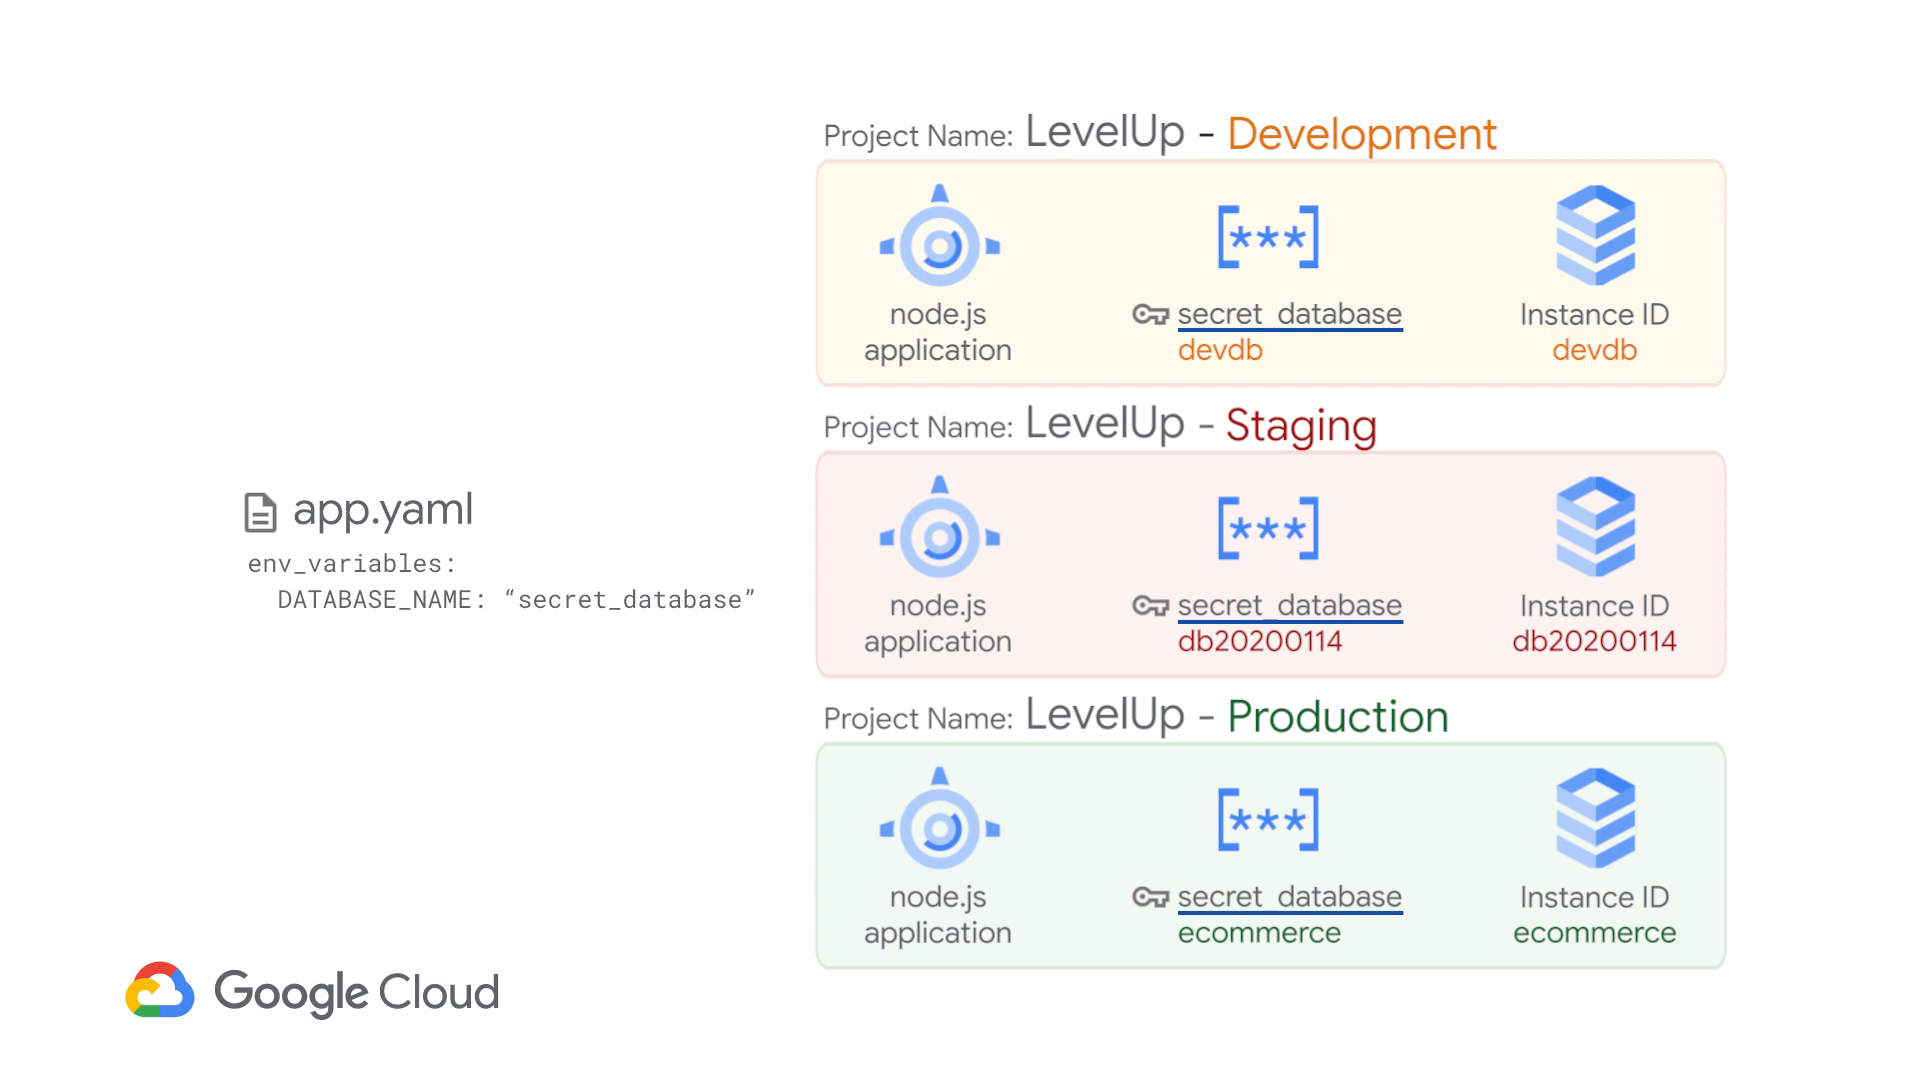 Project Name: LevelUp - Development
[***]
node.js
application
secret_database
devdb
Instance ID
devdb
Project Name: LevelUp - Staging
app.yaml
env_variables:
DATABASE_NAME: “secret_database”
[***]
node.js
application
secret_database
db20200114
Instance ID
db20200114
Project Name: LevelUp - Production
[***]
node.js
application
secret_database
ecommerce
Instance ID
ecommerce
Google Cloud